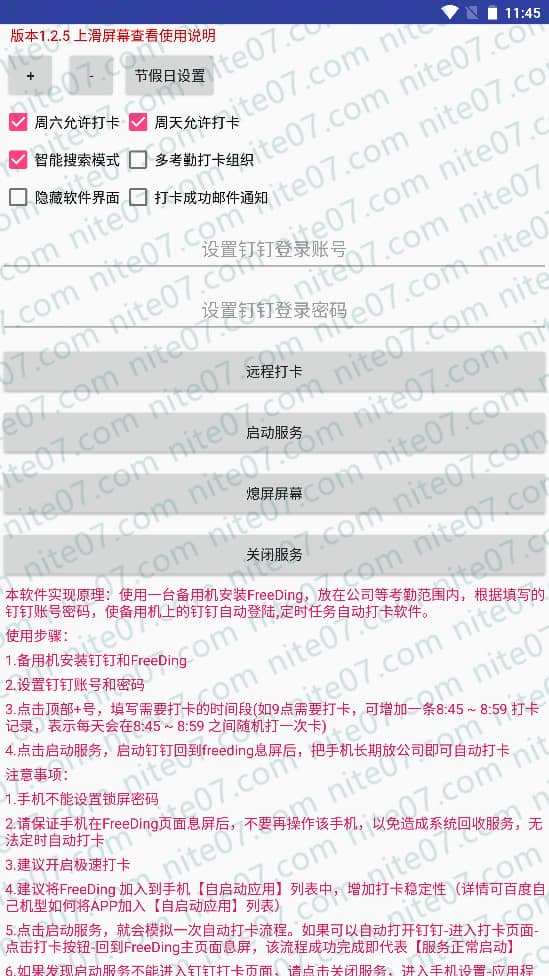 11:45
版本1.2.5 上滑屏幕查看使用说明
+ - 节假日设置
周六允许打卡 周天允许打卡
智能搜索模式 多考勤打卡组织
隐藏软件界面 打卡成功邮件通知
设置钉钉登录账号
设置钉钉登录密码
远程打卡
启动服务
熄屏屏幕
关闭服务
本软件实现原理：使用一台备用机安装FreeDing，放在公司等考勤范围内，根据填写的
钉钉账号密码，使备用机上的钉钉自动登陆,定时任务自动打卡软件。
使用步骤：
1.备用机安装钉钉和FreeDing
2.设置钉钉账号和密码
3.点击顶部+号，填写需要打卡的时间段(如9点需要打卡，可增加一条8:45 ~ 8:59 打卡
记录，表示每天会在8:45 ~ 8:59 之间随机打一次卡)
4.点击启动服务，启动钉钉回到freeding息屏后，把手机长期放公司即可自动打卡
注意事项：
1.手机不能设置锁屏密码
2.请保证手机在FreeDing页面息屏后，不要再操作该手机，以免造成系统回收服务，无
法定时自动打卡
3.建议开启极速打卡
4.建议将FreeDing 加入到手机【自启动应用】列表中，增加打卡稳定性（详情可百度自
己机型如何将APP加入【自启动应用】列表）
5.点击启动服务，就会模拟一次自动打卡流程。如果可以自动打开钉钉-进入打卡页面-
点击打卡按钮-回到FreeDing主页面息屏，该流程成功完成即代表【服务正常启动】
6.如果发现启动服务不能进入钉钉打卡页面，请点击关闭服务，进入手机设置-应用程
nite07.com